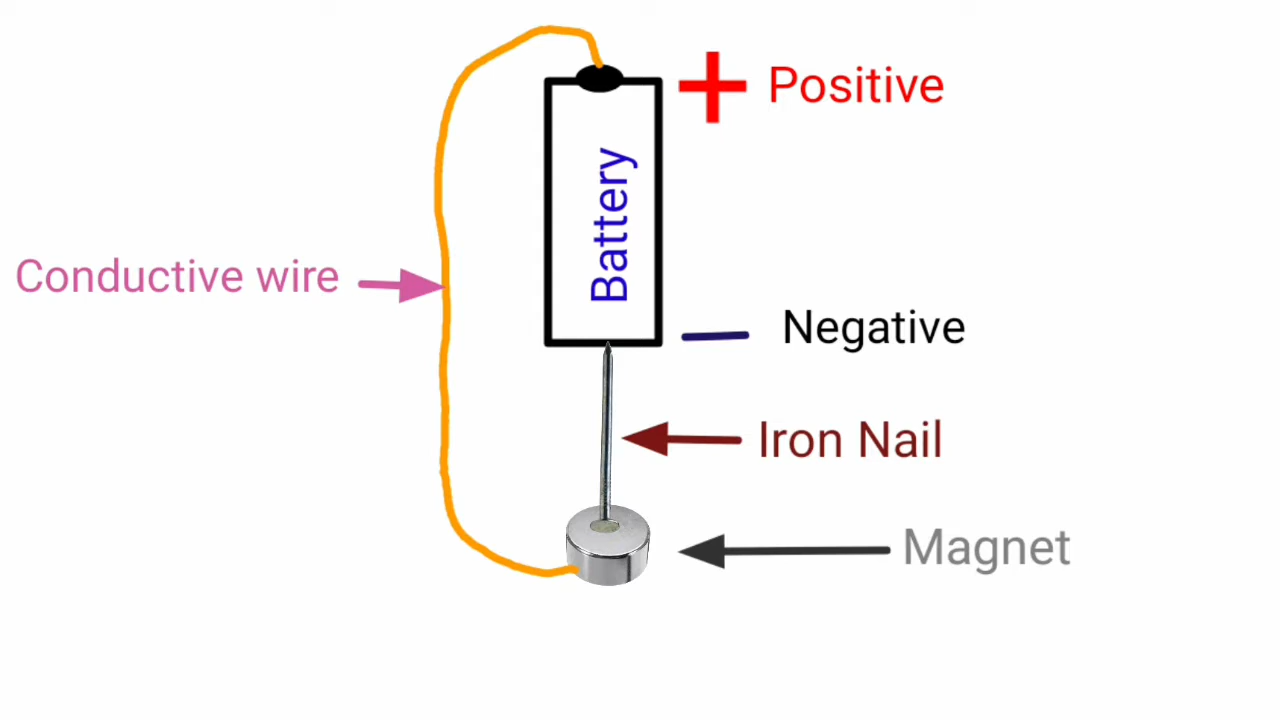 Positive
Battery
Conductive wire
Negative
Iron Nail
Magnet